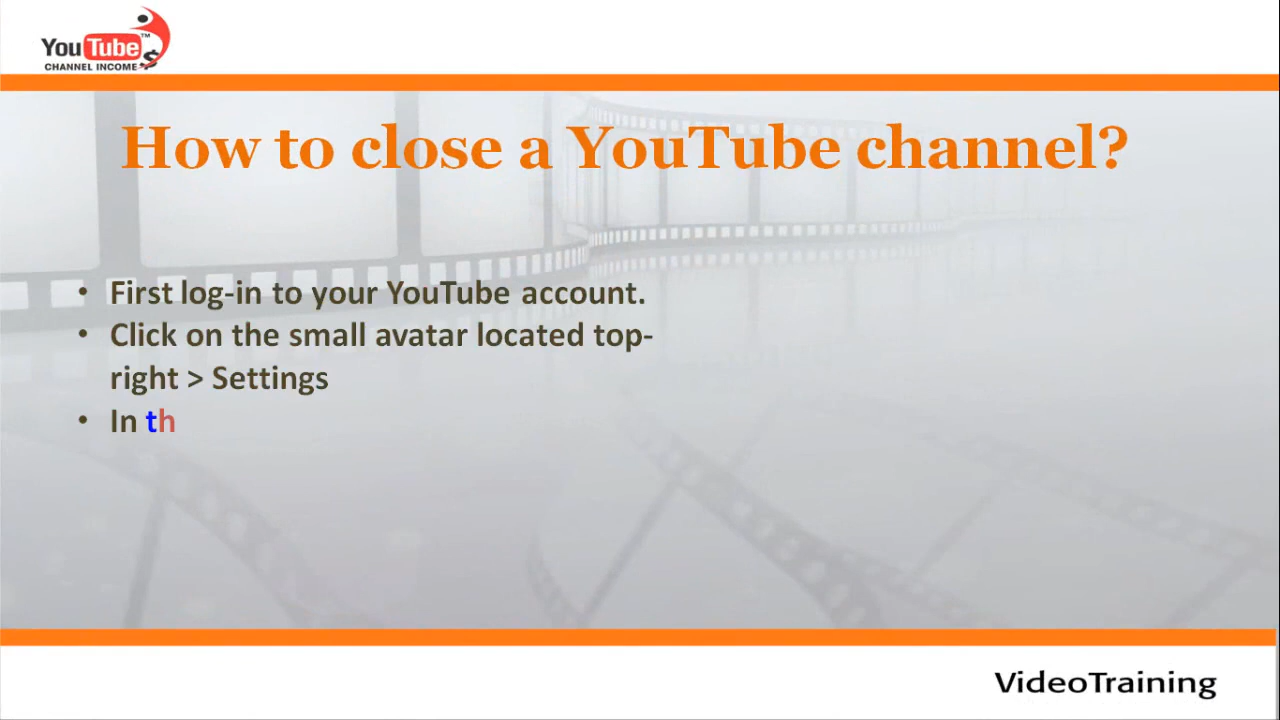 YouTube™
CHANNEL INCOME
How to close a YouTube channel?
• First log-in to your YouTube account.
• Click on the small avatar located top-
right > Settings
• In th
VideoTraining